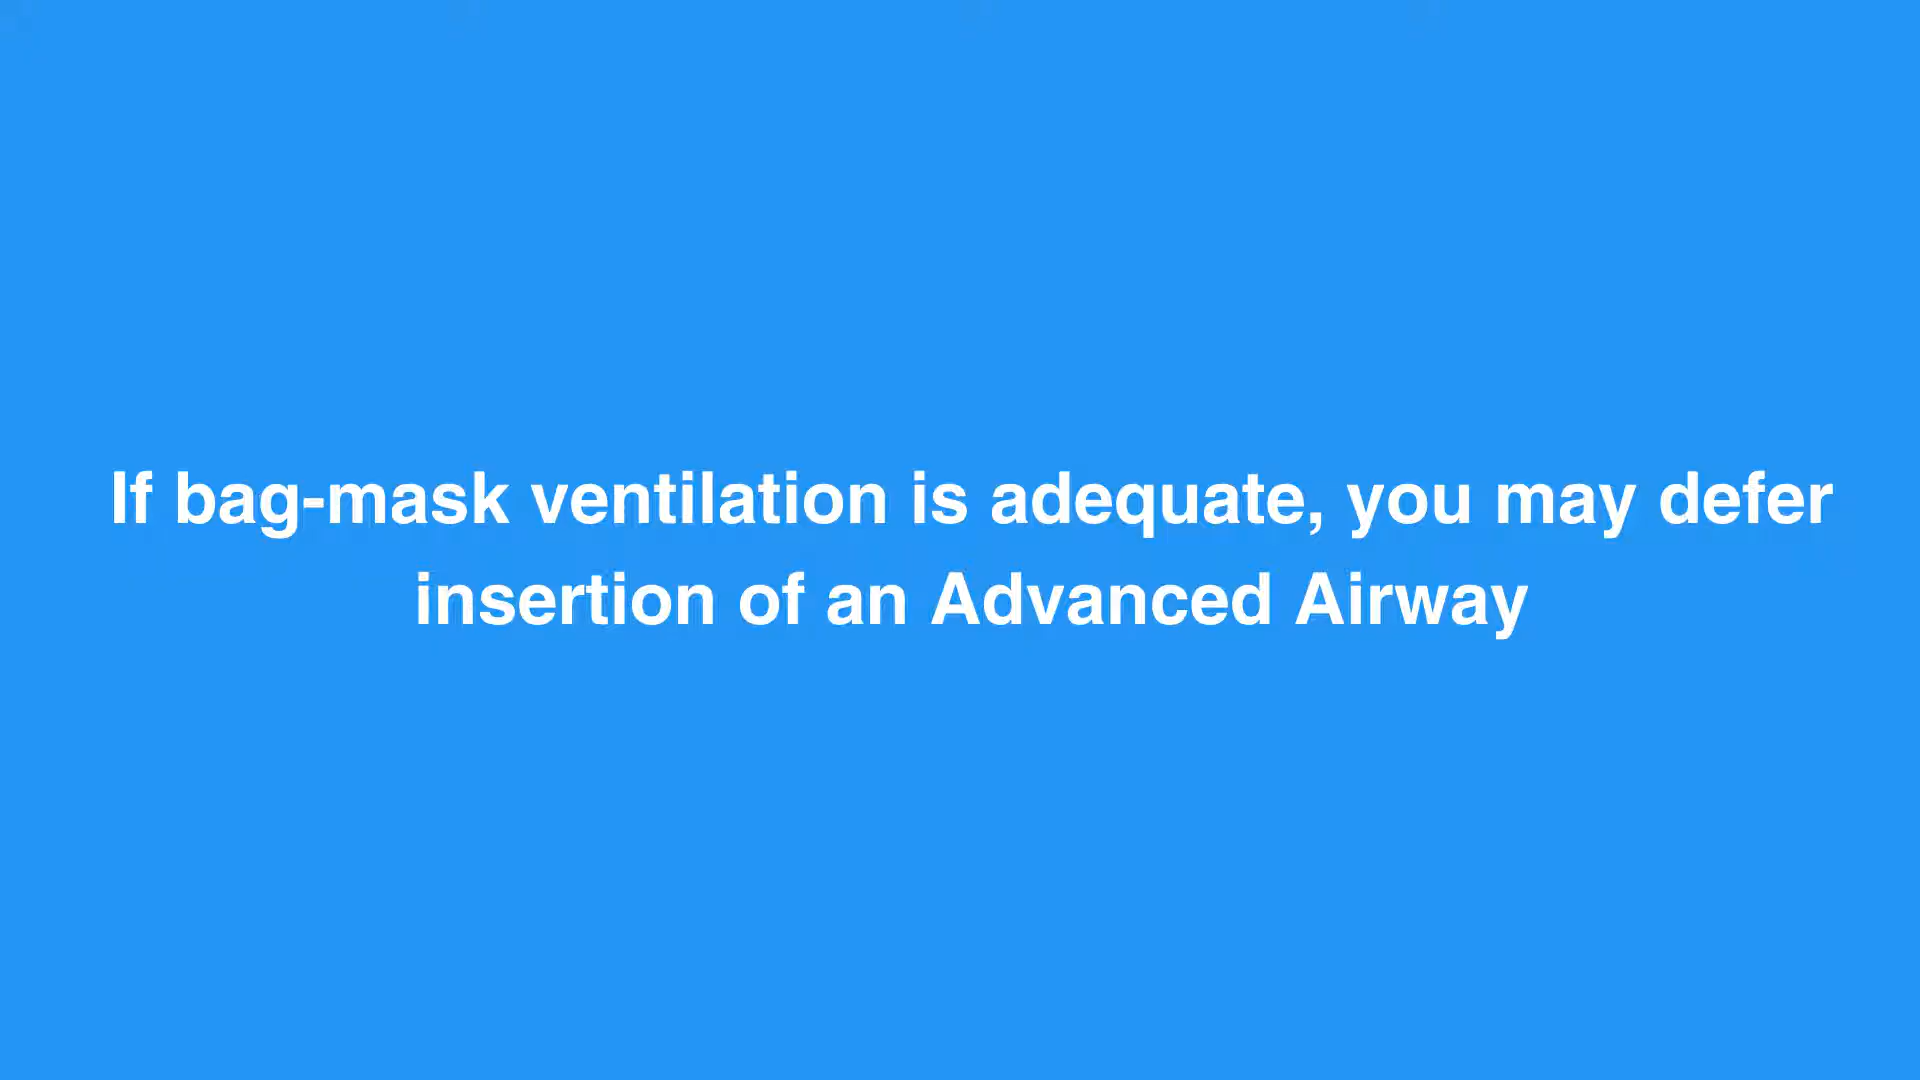 If bag-mask ventilation is adequate, you may defer
insertion of an Advanced Airway